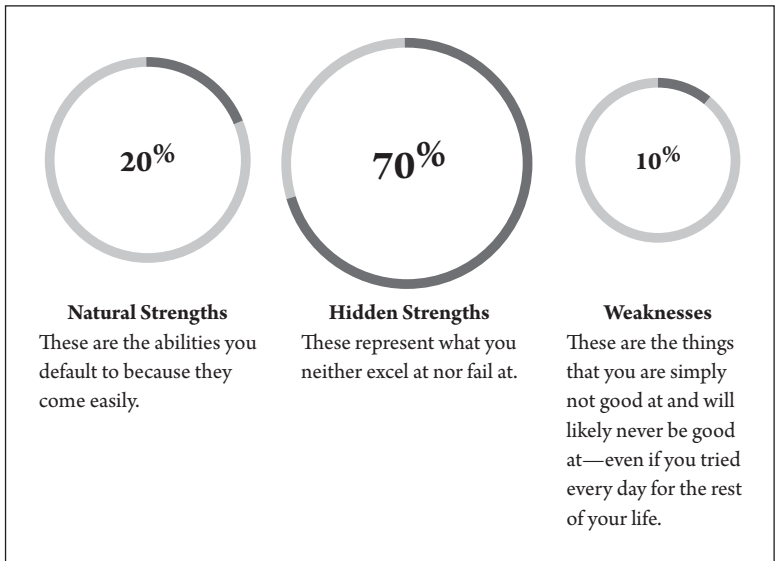 20%
70%
10%
Natural Strengths
These are the abilities you
default to because they
come easily.
Hidden Strengths
These represent what you
neither excel at nor fail at.
Weaknesses
These are the things
that you are simply
not good at and will
likely never be good
at—even if you tried
every day for the rest
of your life.